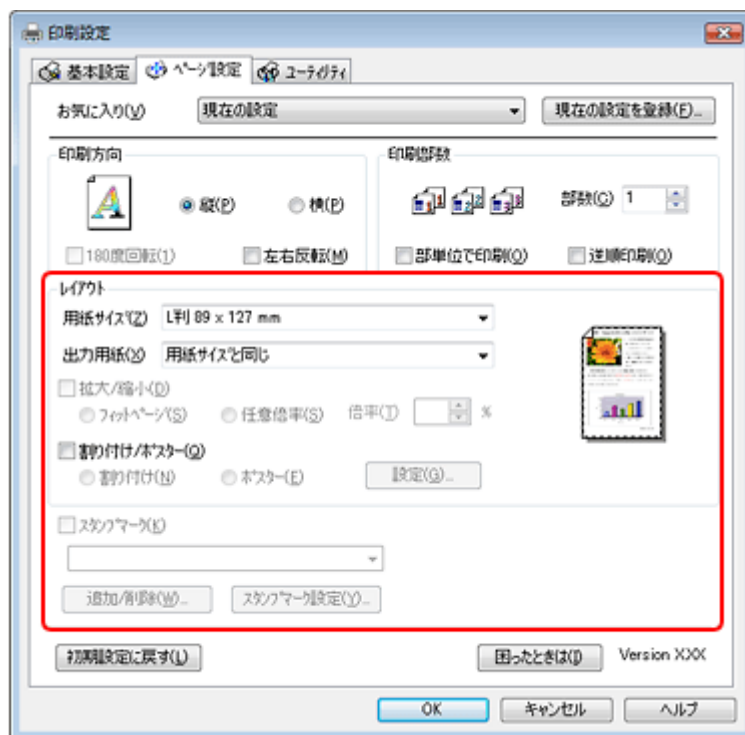 印刷設定
基本設定 ページ設定 ユーティリティ
お気に入り(V) 現在の設定 現在の設定を登録(F)...
印刷方向
縦(P) 横(P)
180度回転(1) 左右反転(M)
印刷部数
部数(C) 1
部単位で印刷(O) 逆順印刷(O)
レイアウト
用紙サイズ(Z) L判 89 x 127 mm
出力用紙(X) 用紙サイズと同じ
拡大/縮小(D)
フィットページ(S) 任意倍率(S) 倍率(T) %
割り付け/ポスター(Q)
割り付け(N) ポスター(E) 設定(G)...
スタンプマーク(K)
追加/削除(W)... スタンプマーク設定(Y)...
初期設定に戻す(L) 困ったときは(I) Version XXX
OK キャンセル ヘルプ